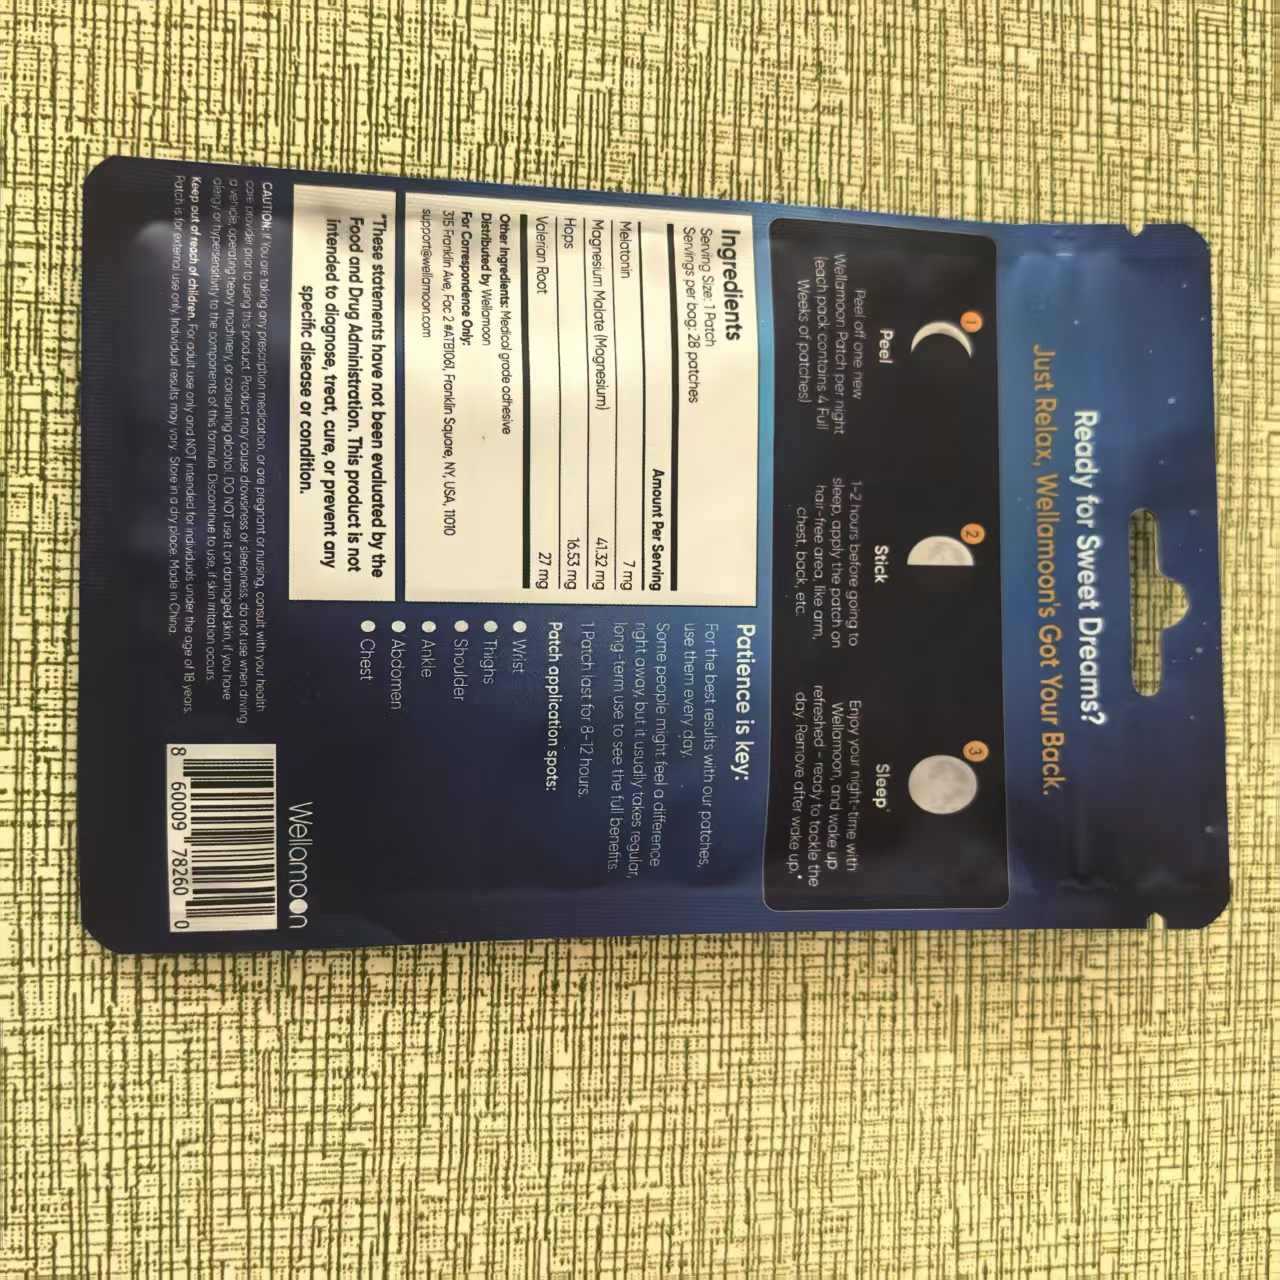 Ready for Sweet Dreams?
Just Relax, Wellamoon's Got Your Back.
1
Peel
Peel off one new
Wellamoon Patch per night
(each pack contains 4 Full
Weeks of patches)
2
Stick
1-2 hours before going to
sleep, apply the patch on
hair-free area, like arm,
chest, back, etc.
3
Sleep*
Enjoy your night-time with
Wellamoon, and wake up
refreshed - ready to tackle the
day. Remove after wake up.*
Ingredients
Serving Size: 1 Patch
Servings per bag: 28 patches
Amount Per Serving
Melatonin 7 mg
Magnesium Malate (Magnesium) 41.32 mg
Hops 16.53 mg
Valerian Root 27 mg
Other Ingredients: Medical grade adhesive
Distributed by Wellamoon
For Correspondence Only:
315 Franklin Ave, Fac 2 #ATB1061, Franklin Square, NY, USA, 11010
support@wellamoon.com
*These statements have not been evaluated by the
Food and Drug Administration. This product is not
intended to diagnose, treat, cure, or prevent any
specific disease or condition.
Patience is key:
For the best results with our patches,
use them every day.
Some people might feel a difference
right away, but it usually takes regular,
long-term use to see the full benefits.
1 Patch last for 8-12 hours.
Patch application spots:
Wrist
Thighs
Shoulder
Ankle
Abdomen
Chest
CAUTION: If You are taking any prescription medication, or are pregnant or nursing, consult with your health
care provider prior to using this product. Product may cause drowsiness or sleepiness, do not use when driving
a vehicle, operating heavy machinery, or consuming alcohol. DO NOT use it on damaged skin, if you have
allergy or hypersensitivity to the components of this formula. Discontinue to use, if skin irritation occurs.
Keep out of reach of children. For adult use only and NOT intended for individuals under the age of 18 years.
Patch is for external use only. Individual results may vary. Store in a dry place. Made in China.
Wellamoon
8 60009 78260 0